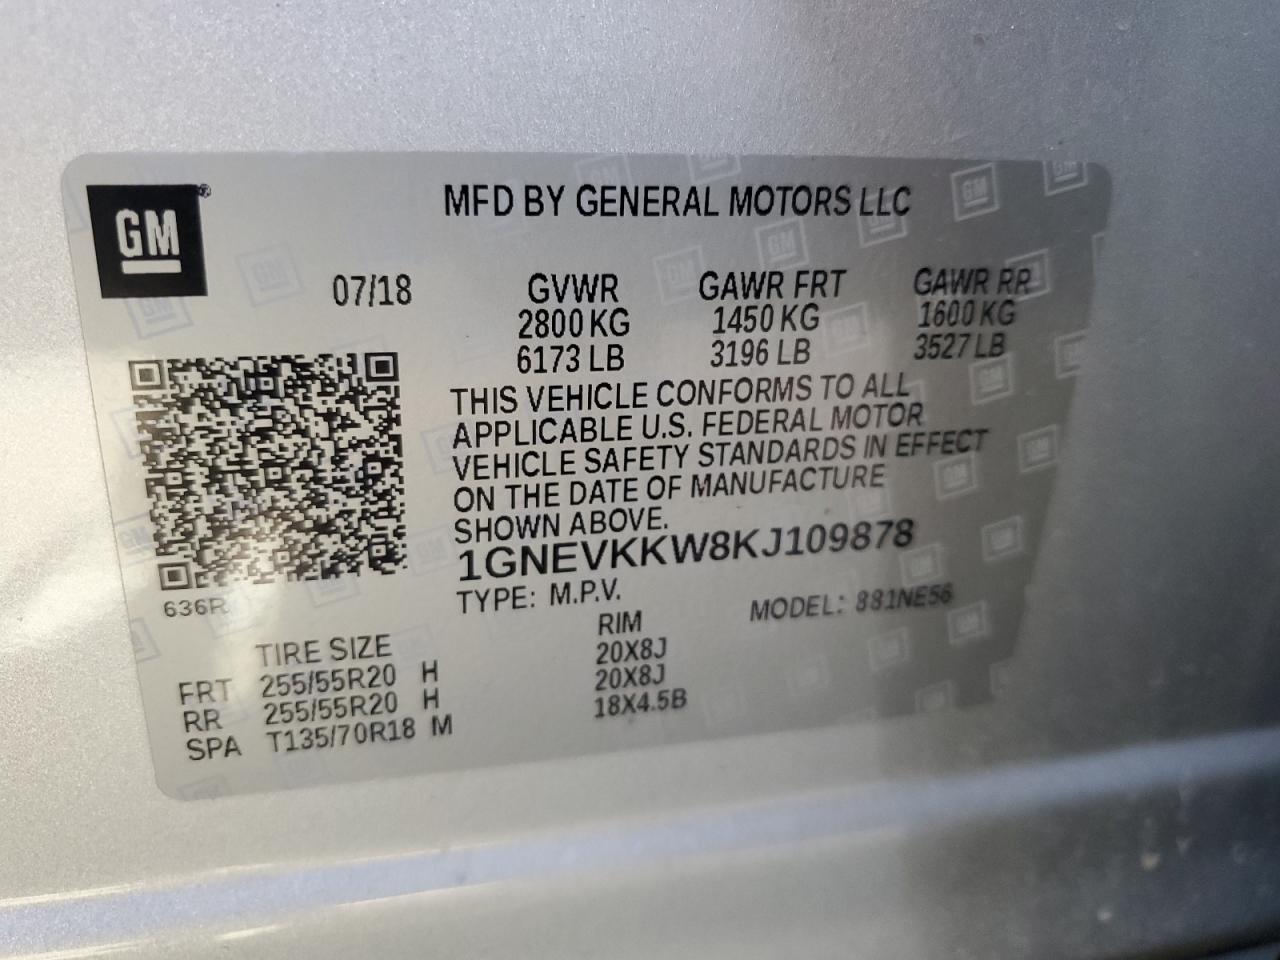 GM®
MFD BY GENERAL MOTORS LLC
07/18
GVWR GAWR FRT GAWR RR
2800 KG 1450 KG 1600 KG
6173 LB 3196 LB 3527 LB
THIS VEHICLE CONFORMS TO ALL
APPLICABLE U.S. FEDERAL MOTOR
VEHICLE SAFETY STANDARDS IN EFFECT
ON THE DATE OF MANUFACTURE
SHOWN ABOVE.
1GNEVKKW8KJ109878
636R
TYPE: M.P.V. MODEL: 881NE56
TIRE SIZE RIM
FRT 255/55R20 H 20X8J
RR 255/55R20 H 20X8J
SPA T135/70R18 M 18X4.5B